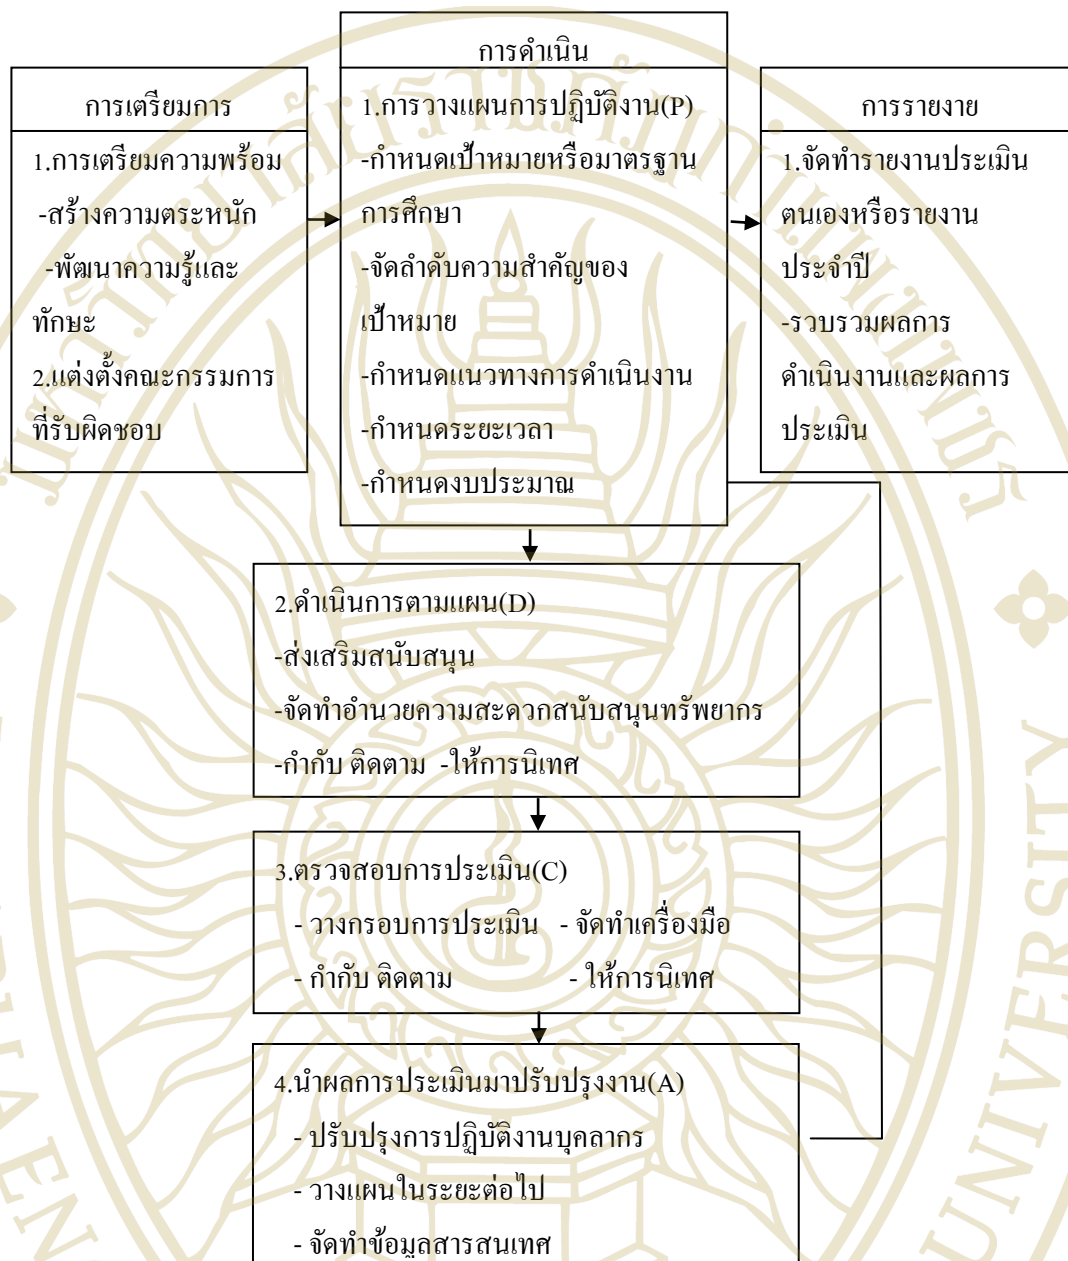 การเตรียมการ
1.การเตรียมความพร้อม
-สร้างความตระหนัก
-พัฒนาความรู้และ
ทักษะ
2.แต่งตั้งคณะกรรมการ
ที่รับผิดชอบ
การดำเนิน
1.การวางแผนการปฏิบัติงาน(P)
-กำหนดเป้าหมายหรือมาตรฐาน
การศึกษา
-จัดลำดับความสำคัญของ
เป้าหมาย
-กำหนดแนวทางการดำเนินงาน
-กำหนดระยะเวลา
-กำหนดงบประมาณ
การรายงาย
1.จัดทำรายงานประเมิน
ตนเองหรือรายงาน
ประจำปี
-รวบรวมผลการ
ดำเนินงานและผลการ
ประเมิน
2.ดำเนินการตามแผน(D)
-ส่งเสริมสนับสนุน
-จัดทำอำนวยความสะดวกสนับสนุนทรัพยากร
-กำกับ ติดตาม -ให้การนิเทศ
3.ตรวจสอบการประเมิน(C)
- วางกรอบการประเมิน - จัดทำเครื่องมือ
- กำกับ ติดตาม - ให้การนิเทศ
4.นำผลการประเมินมาปรับปรุงงาน(A)
- ปรับปรุงการปฏิบัติงานบุคลากร
- วางแผนในระยะต่อไป
- จัดทำข้อมูลสารสนเทศ
UNIVERSITY